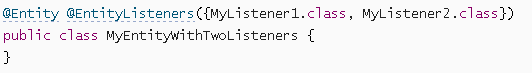 @Entity @EntityListeners({MyListener1.class, MyListener2.class})
public class MyEntityWithTwoListeners {
}